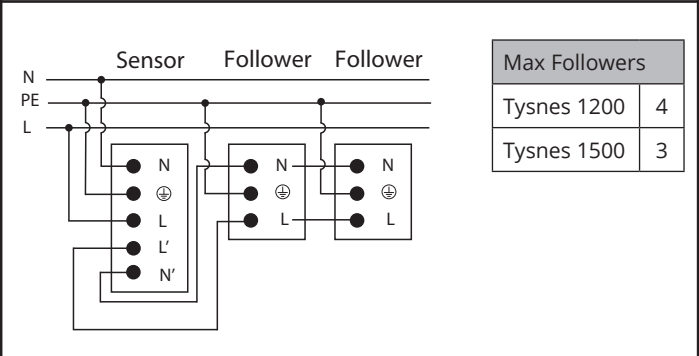 Sensor Follower Follower
N
PE
L
N
⏚
L
L'
N'
N
⏚
L
N
⏚
L
Max Followers
Tysnes 1200 4
Tysnes 1500 3